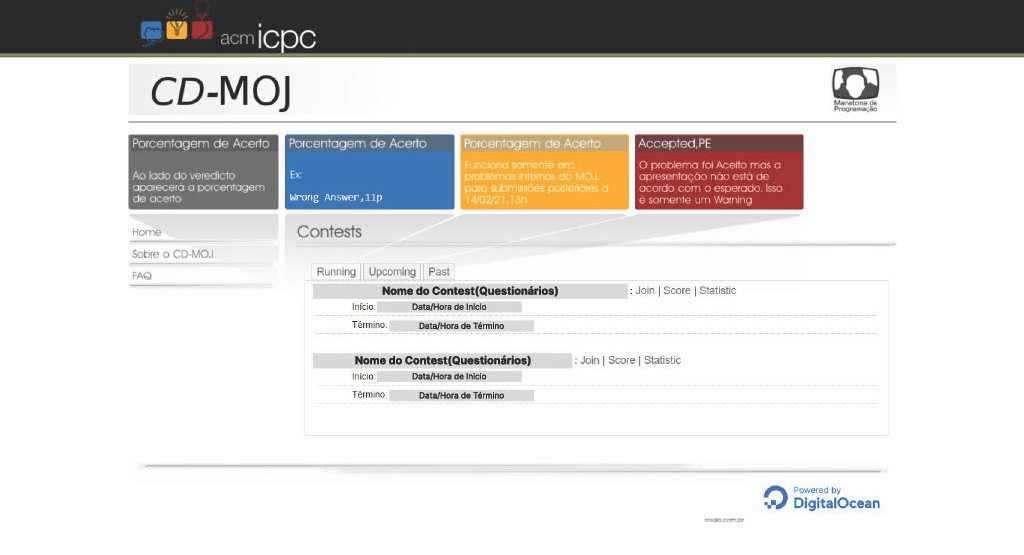 acm icpc
CD-MOJ
Maratona de
Programação
Porcentagem de Acerto
Ao lado do veredicto
aparecerá a porcentagem
de acerto
Porcentagem de Acerto
Ex:
Wrong Answer,11p
Porcentagem de Acerto
Funciona somente em
problemas internos do MOJ,
para submissões posteriores a
14/02/21,13h
Accepted,PE
O problema foi Aceito mas a
apresentação não está de
acordo com o esperado. Isso
é somente um Warning
Home
Sobre o CD-MOJ
FAQ
Contests
Running Upcoming Past
Nome do Contest(Questionários) : Join | Score | Statistic
Início: Data/Hora de Inicio
Término: Data/Hora de Término
Nome do Contest(Questionários) : Join | Score | Statistic
Início: Data/Hora de Inicio
Término: Data/Hora de Término
Powered by
DigitalOcean